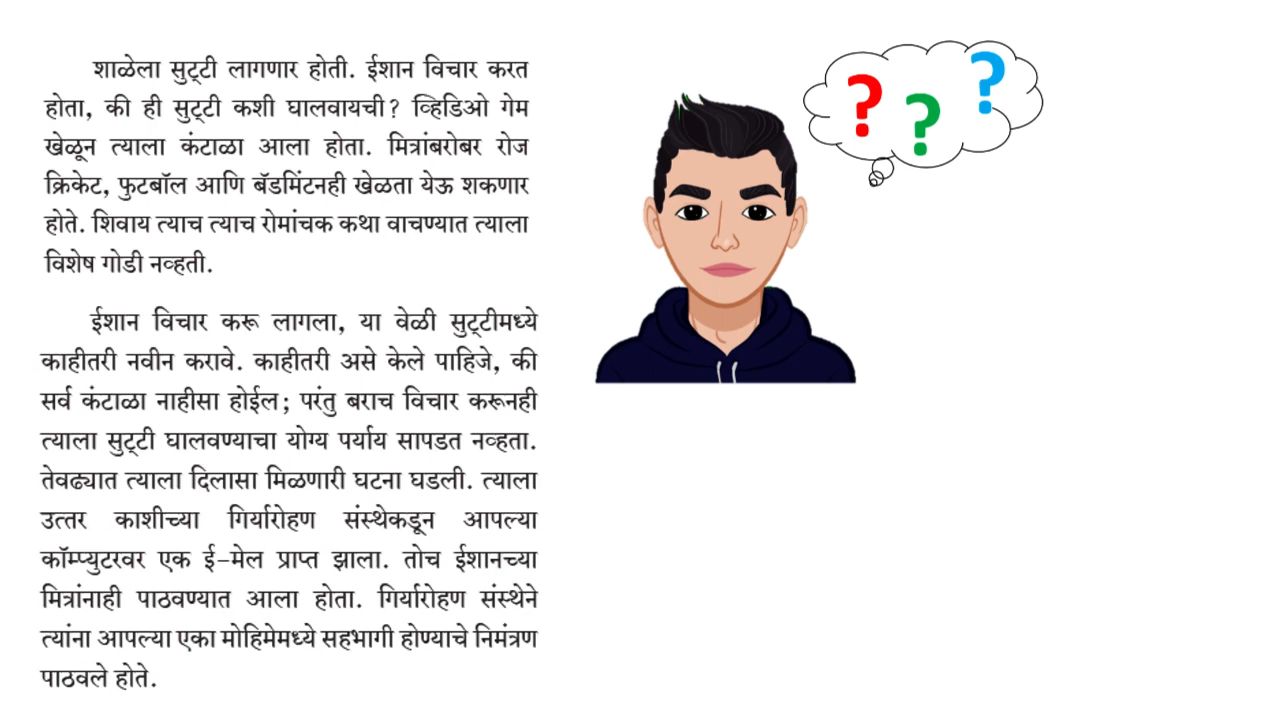 शाळेला सुट्टी लागणार होती. ईशान विचार करत
होता, की ही सुट्टी कशी घालवायची? व्हिडिओ गेम
खेळून त्याला कंटाळा आला होता. मित्रांबरोबर रोज
क्रिकेट, फुटबॉल आणि बॅडमिंटनही खेळता येऊ शकणार
होते. शिवाय त्याच त्याच रोमांचक कथा वाचण्यात त्याला
विशेष गोडी नव्हती.
ईशान विचार करू लागला, या वेळी सुट्टीमध्ये
काहीतरी नवीन करावे. काहीतरी असे केले पाहिजे, की
सर्व कंटाळा नाहीसा होईल; परंतु बराच विचार करूनही
त्याला सुट्टी घालवण्याचा योग्य पर्याय सापडत नव्हता.
तेवढ्यात त्याला दिलासा मिळणारी घटना घडली. त्याला
उत्तर काशीच्या गिर्यारोहण संस्थेकडून आपल्या
कॉम्प्युटरवर एक ई-मेल प्राप्त झाला. तोच ईशानच्या
मित्रांनाही पाठवण्यात आला होता. गिर्यारोहण संस्थेने
त्यांना आपल्या एका मोहिमेमध्ये सहभागी होण्याचे निमंत्रण
पाठवले होते.
? ? ?